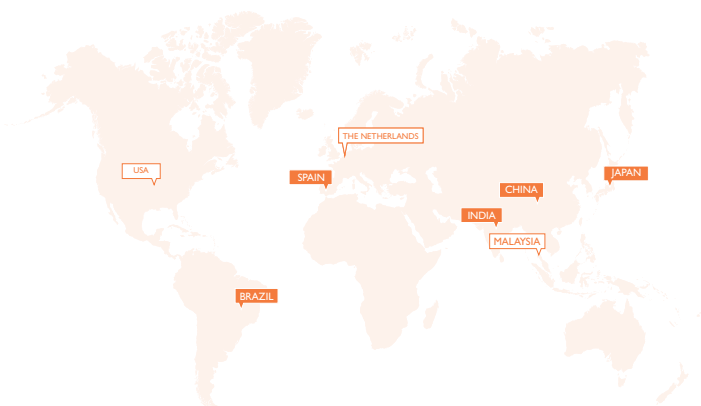 THE NETHERLANDS
USA
SPAIN
JAPAN
CHINA
INDIA
MALAYSIA
BRAZIL